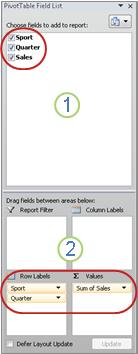 PivotTable Field List
Choose fields to add to report:
Sport
Quarter
Sales
1
Drag fields between areas below:
Report Filter
Column Labels
2
Row Labels
Σ Values
Sport
Sum of Sales
Quarter
Defer Layout Update
Update